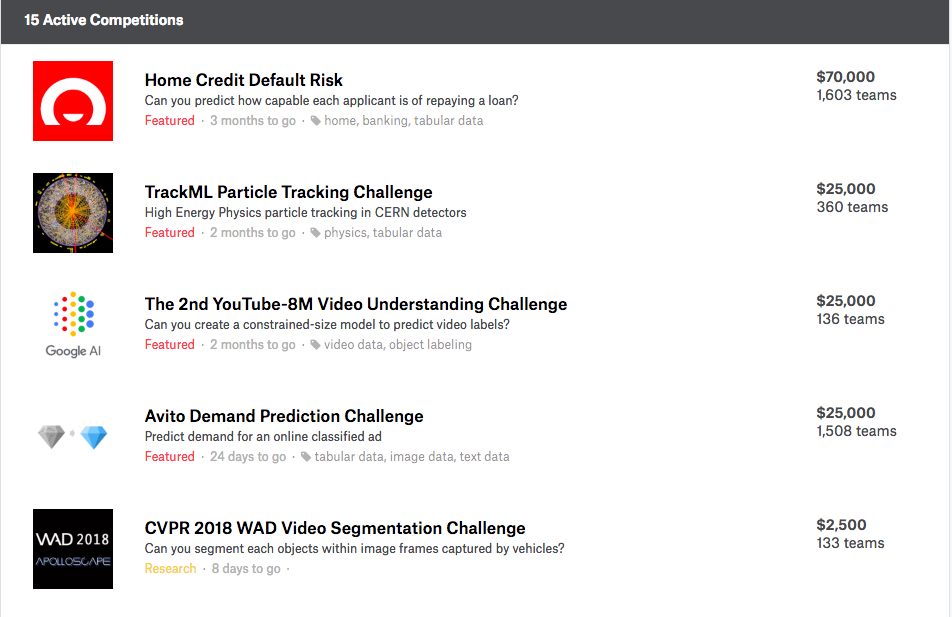 15 Active Competitions
Home Credit Default Risk
Can you predict how capable each applicant is of repaying a loan?
Featured · 3 months to go · home, banking, tabular data
$70,000
1,603 teams
TrackML Particle Tracking Challenge
High Energy Physics particle tracking in CERN detectors
Featured · 2 months to go · physics, tabular data
$25,000
360 teams
Google AI
The 2nd YouTube-8M Video Understanding Challenge
Can you create a constrained-size model to predict video labels?
Featured · 2 months to go · video data, object labeling
$25,000
136 teams
Avito Demand Prediction Challenge
Predict demand for an online classified ad
Featured · 24 days to go · tabular data, image data, text data
$25,000
1,508 teams
WAD 2018
APOLLOSCAPE
CVPR 2018 WAD Video Segmentation Challenge
Can you segment each objects within image frames captured by vehicles?
Research · 8 days to go ·
$2,500
133 teams